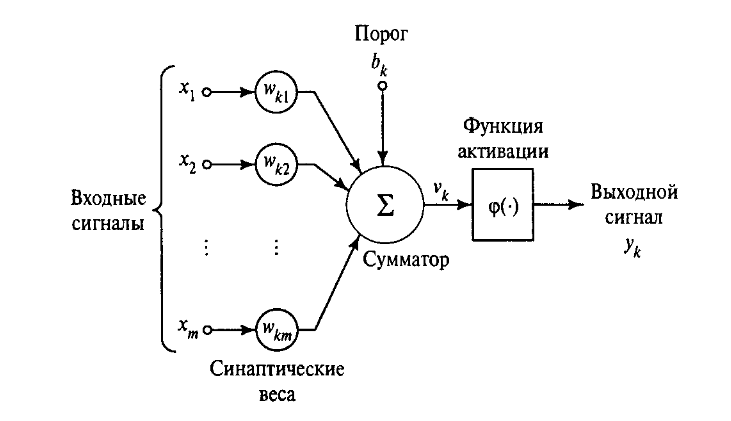 Порог
b_k
x_1
w_k1
Функция
активации
x_2
w_k2
Входные
сигналы
Σ
v_k
φ(·)
Выходной
сигнал
y_k
⋮
⋮
Сумматор
x_m
w_km
Синаптические
веса